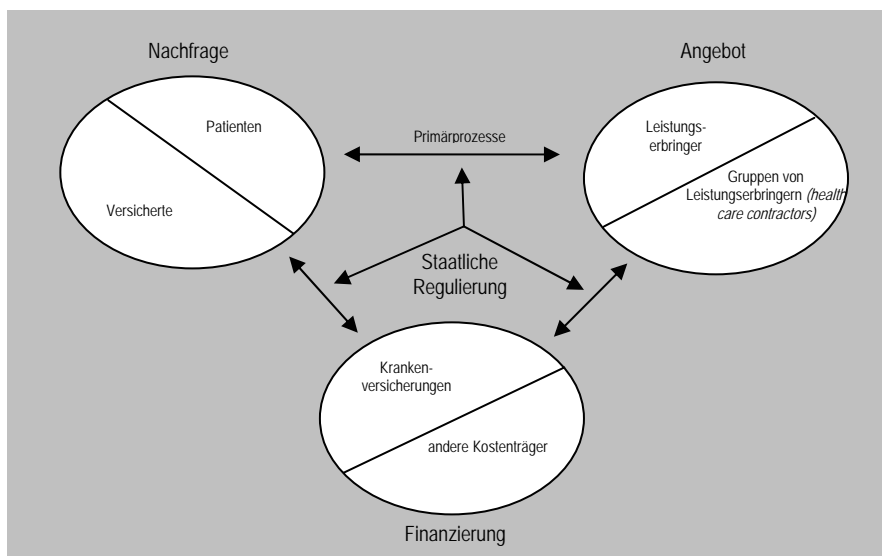 Nachfrage
Angebot
Patienten
Versicherte
Primärprozesse
Leistungs-
erbringer
Gruppen von
Leistungserbringern (health
care contractors)
Staatliche
Regulierung
Kranken-
versicherungen
andere Kostenträger
Finanzierung